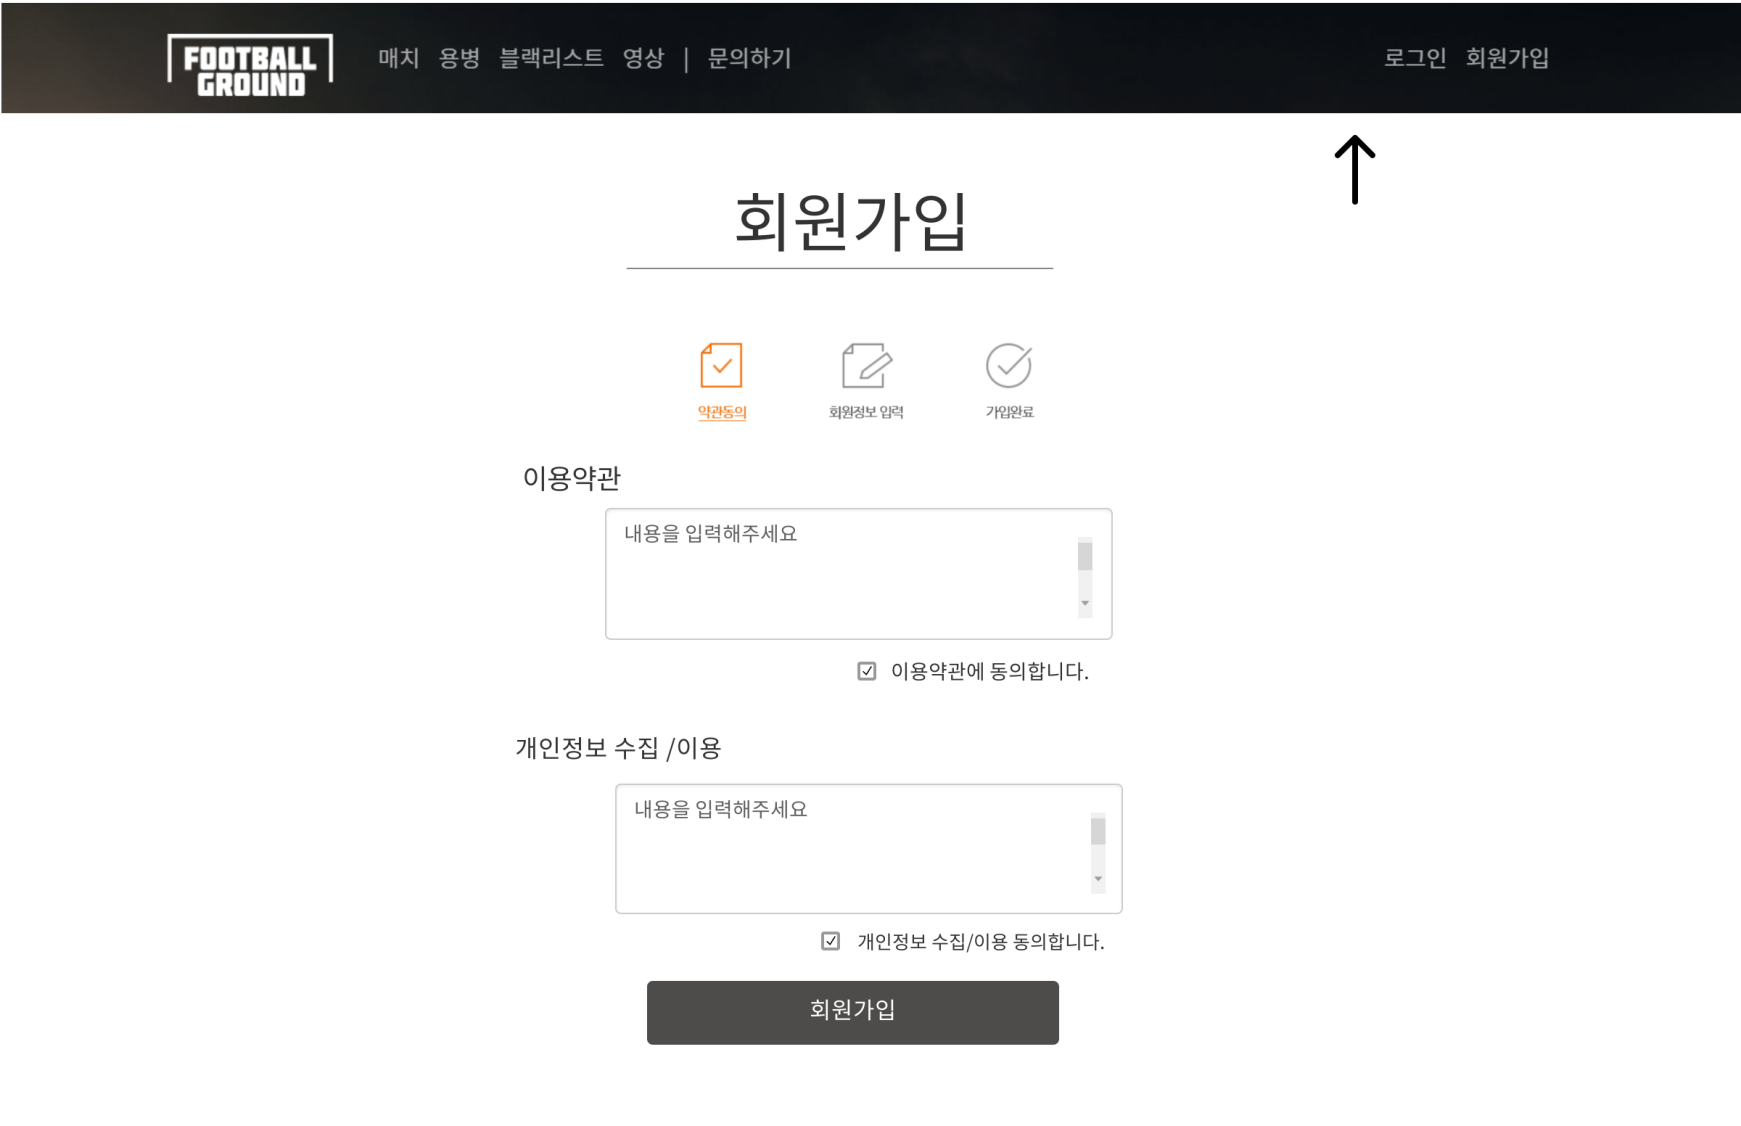 FOOTBALL
GROUND
매치 용병 블랙리스트 영상 | 문의하기
로그인 회원가입
회원가입
약관동의
회원정보 입력
가입완료
이용약관
내용을 입력해주세요
이용약관에 동의합니다.
개인정보 수집 /이용
내용을 입력해주세요
개인정보 수집/이용 동의합니다.
회원가입